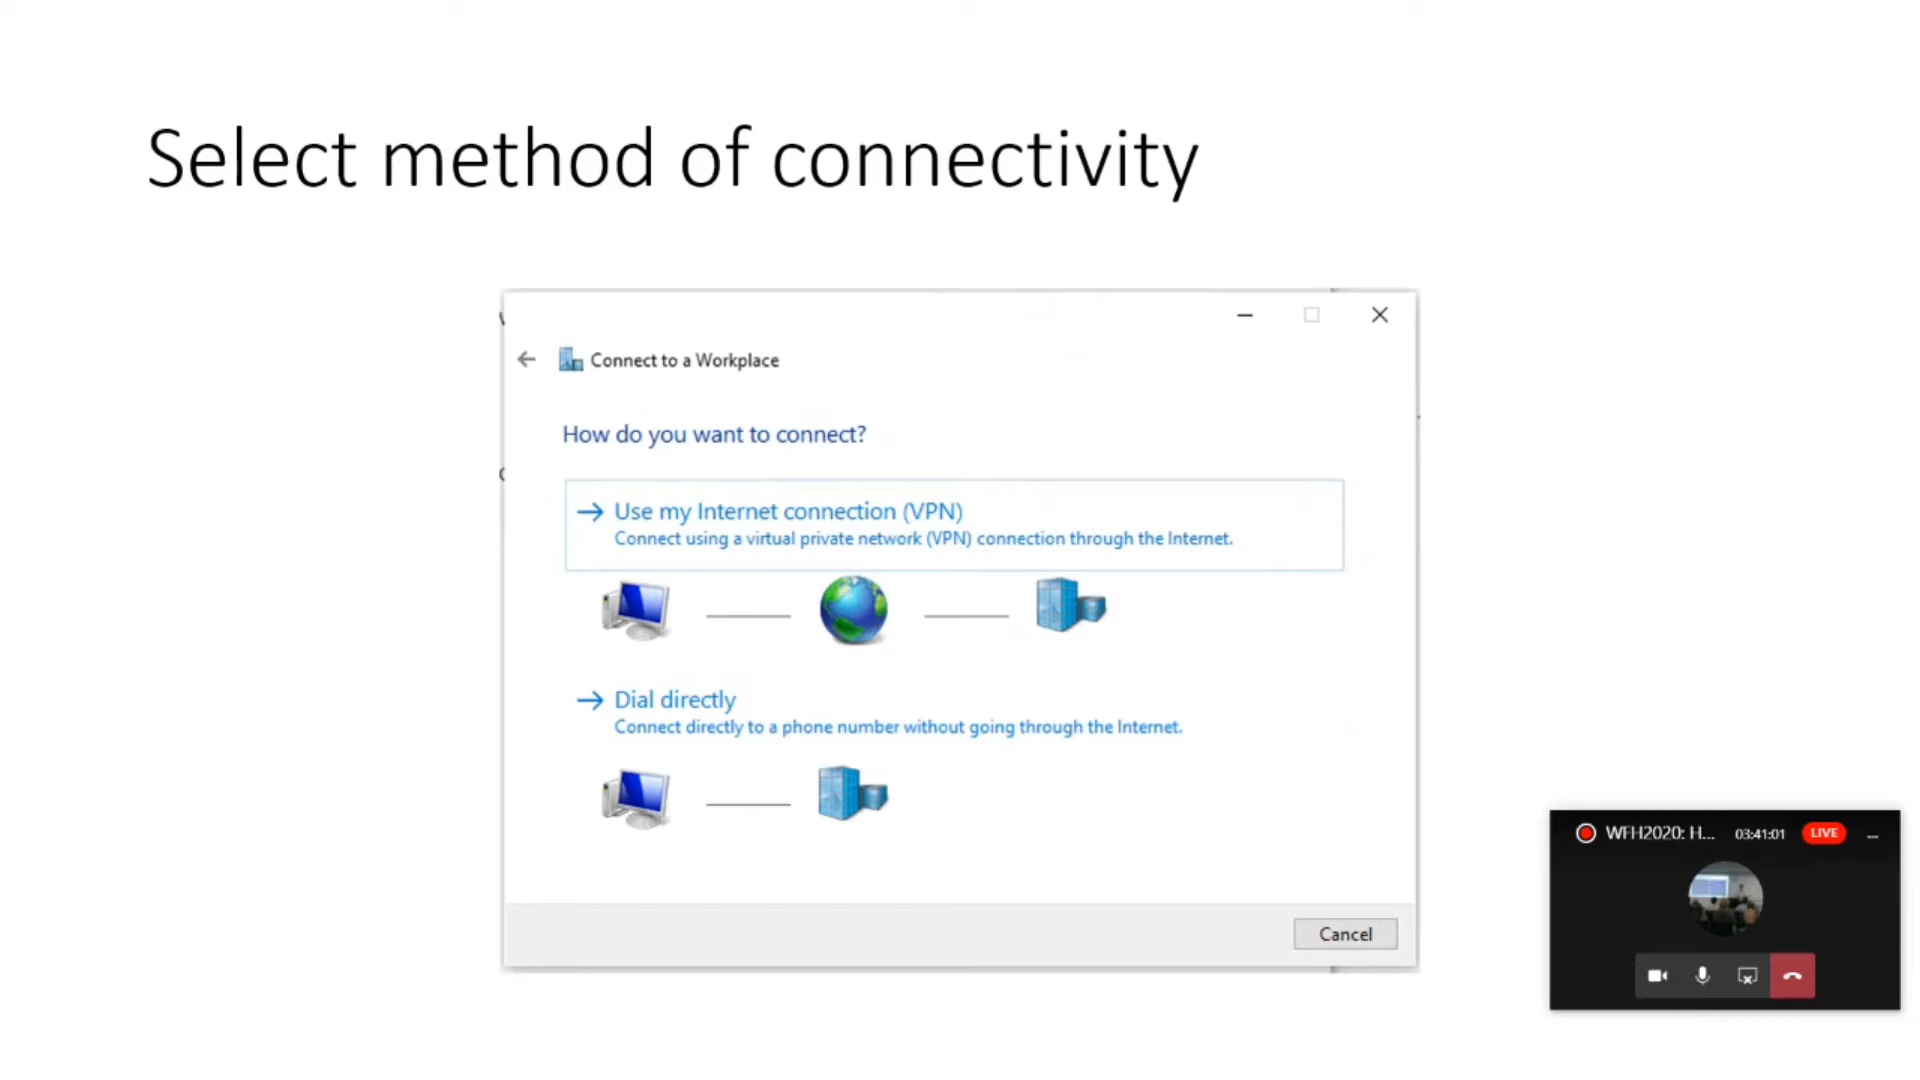 Select method of connectivity
Connect to a Workplace
How do you want to connect?
Use my Internet connection (VPN)
Connect using a virtual private network (VPN) connection through the Internet.
Dial directly
Connect directly to a phone number without going through the Internet.
Cancel
WFH2020: H... 03:41:01 LIVE